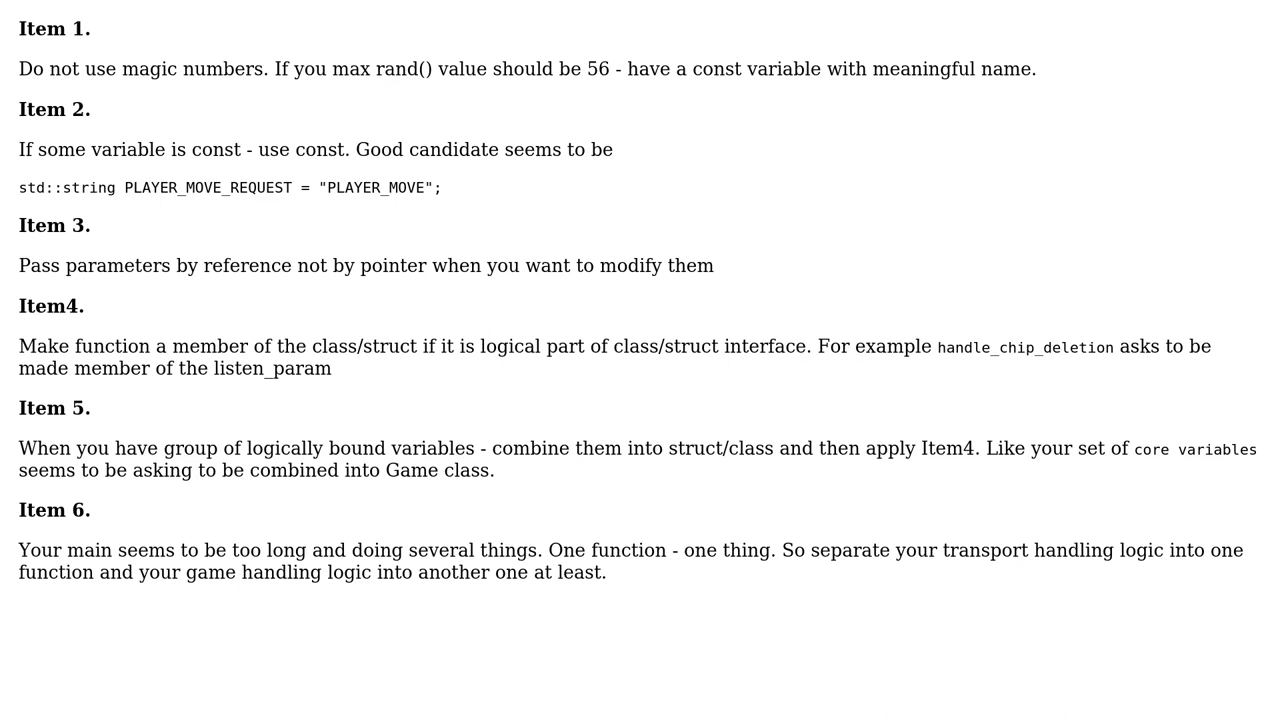 Item 1.
Do not use magic numbers. If you max rand() value should be 56 - have a const variable with meaningful name.
Item 2.
If some variable is const - use const. Good candidate seems to be
std::string PLAYER_MOVE_REQUEST = "PLAYER_MOVE";
Item 3.
Pass parameters by reference not by pointer when you want to modify them
Item4.
Make function a member of the class/struct if it is logical part of class/struct interface. For example handle_chip_deletion asks to be
made member of the listen_param
Item 5.
When you have group of logically bound variables - combine them into struct/class and then apply Item4. Like your set of core variables
seems to be asking to be combined into Game class.
Item 6.
Your main seems to be too long and doing several things. One function - one thing. So separate your transport handling logic into one
function and your game handling logic into another one at least.